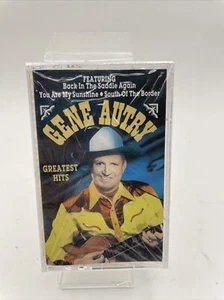 FEATURING
Back In The Saddle Again
You Are My Sunshine • South Of The Border
GENE AUTRY
GREATEST
HITS